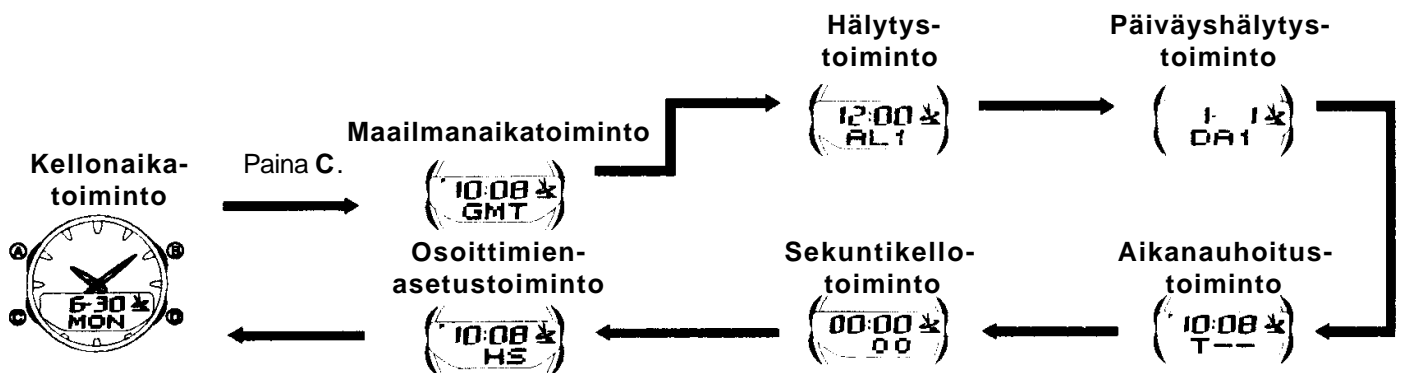 Hälytys-
toiminto
Päiväyshälytys-
toiminto
12:00
AL1
1- 1
DA1
Maailmanaikatoiminto
10:08
GMT
Kellonaika-
toiminto
Paina C.
A
B
6-30
MON
C
D
Osoittimien-
asetustoiminto
10:08
HS
Sekuntikello-
toiminto
00:00
00
Aikanauhoitus-
toiminto
10:08
T--